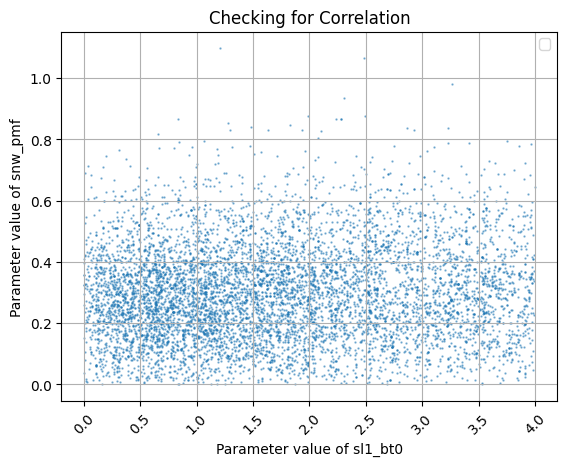 Checking for Correlation
Parameter value of snw_pmf
1.0
0.8
0.6
0.4
0.2
0.0
0.0 0.5 1.0 1.5 2.0 2.5 3.0 3.5 4.0
Parameter value of sl1_bt0